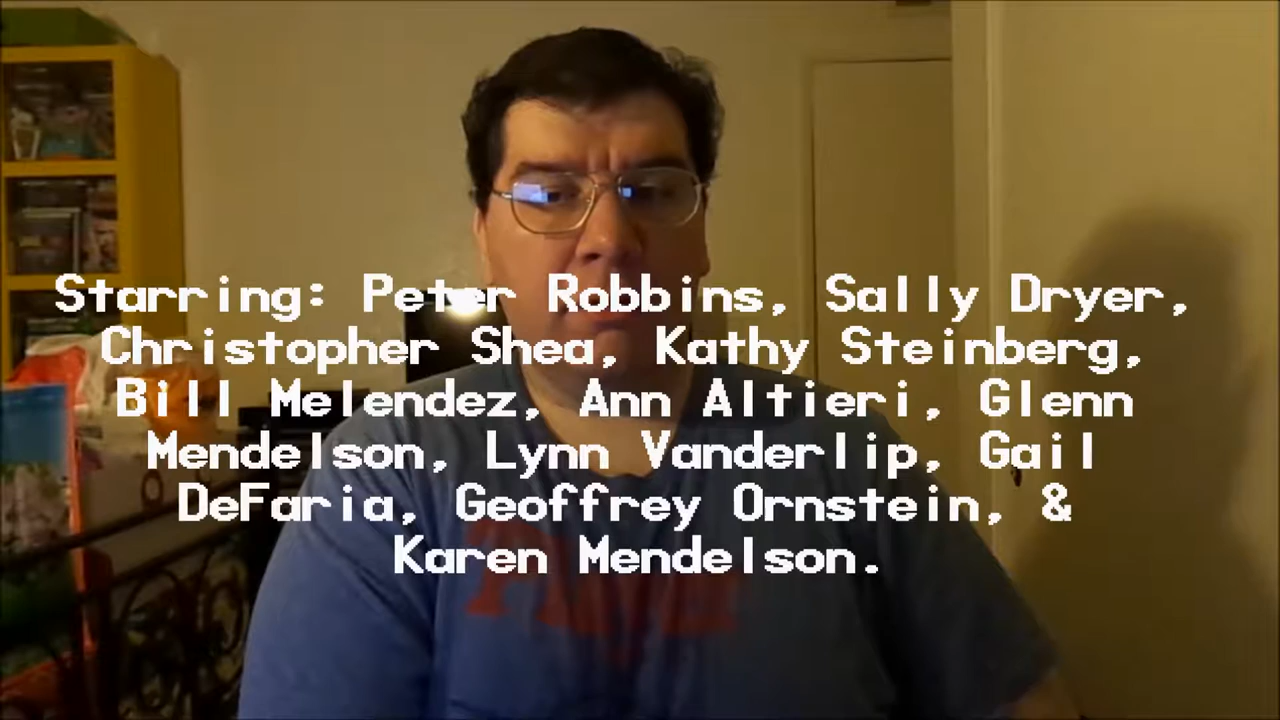 Starring: Peter Robbins, Sally Dryer,
Christopher Shea, Kathy Steinberg,
Bill Melendez, Ann Altieri, Glenn
Mendelson, Lynn Vanderlip, Gail
DeFaria, Geoffrey Ornstein, &
Karen Mendelson.